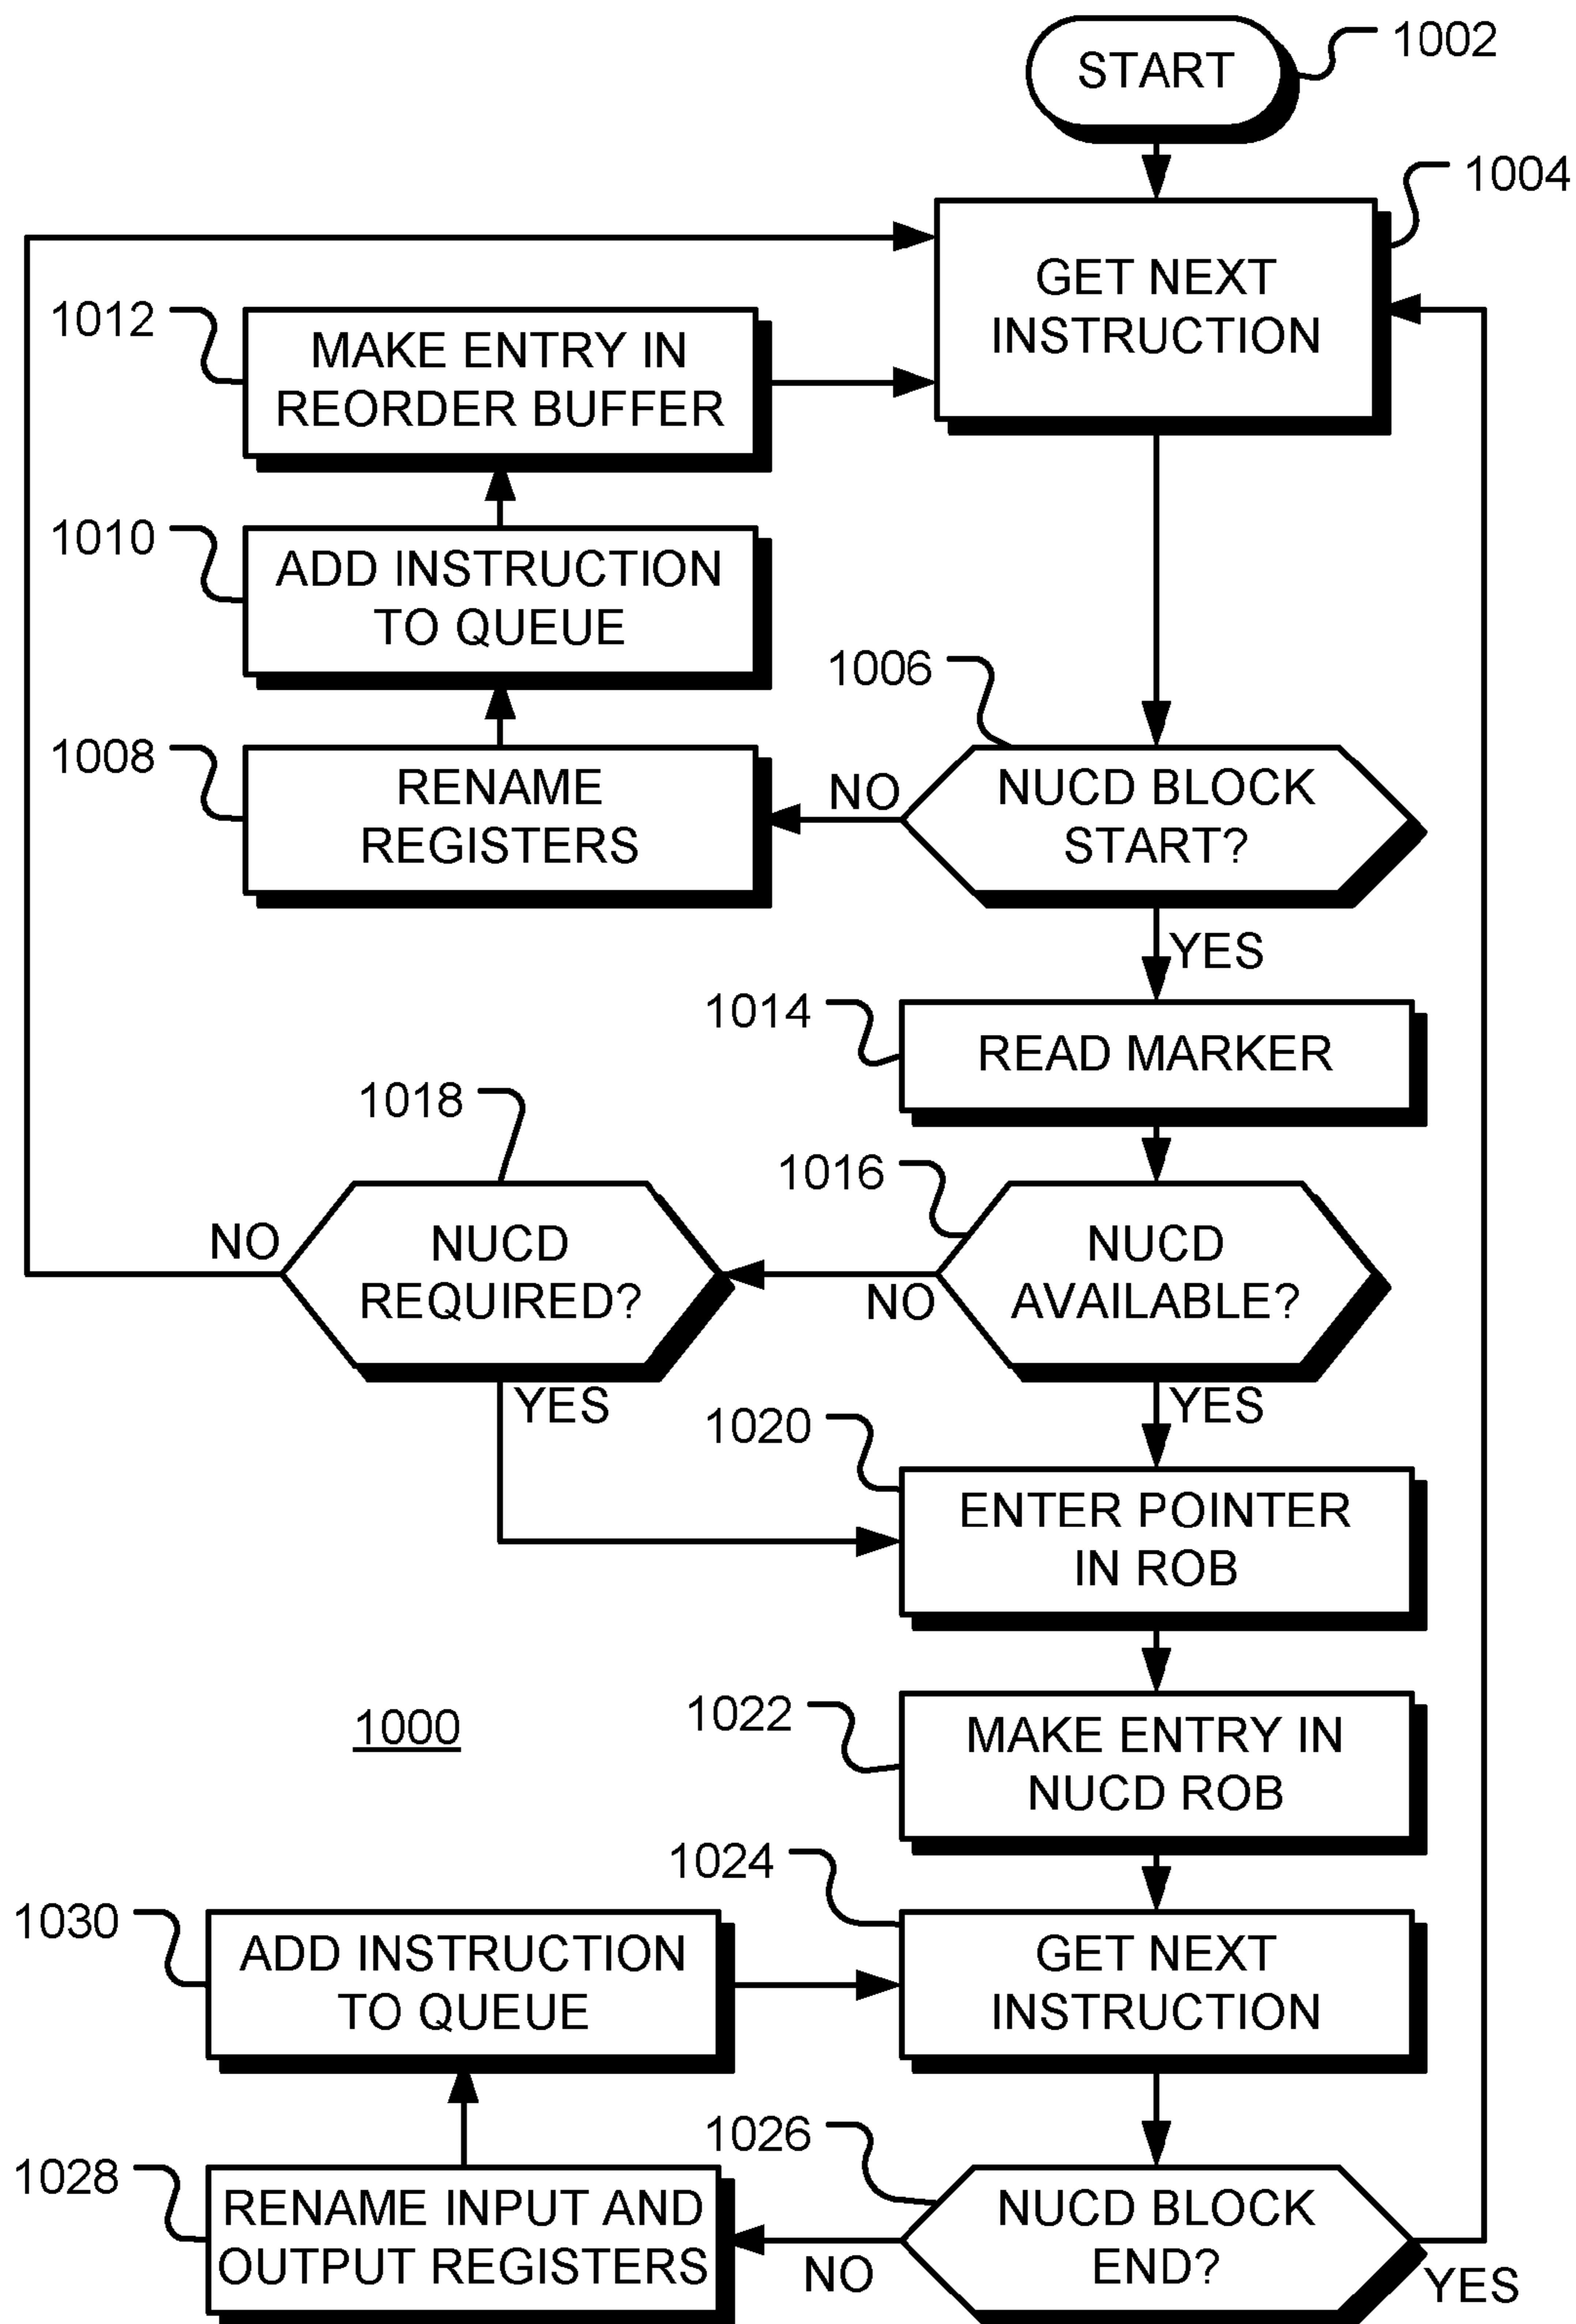 START
1002
1004
GET NEXT
INSTRUCTION
1012
MAKE ENTRY IN
REORDER BUFFER
1010
ADD INSTRUCTION
TO QUEUE
1006
1008
RENAME
REGISTERS
NO
NUCD BLOCK
START?
YES
1014
READ MARKER
1018
1016
NO
NUCD
REQUIRED?
NO
NUCD
AVAILABLE?
YES
YES
1020
ENTER POINTER
IN ROB
1000
1022
MAKE ENTRY IN
NUCD ROB
1024
1030
ADD INSTRUCTION
TO QUEUE
GET NEXT
INSTRUCTION
1026
1028
RENAME INPUT AND
OUTPUT REGISTERS
NO
NUCD BLOCK
END?
YES